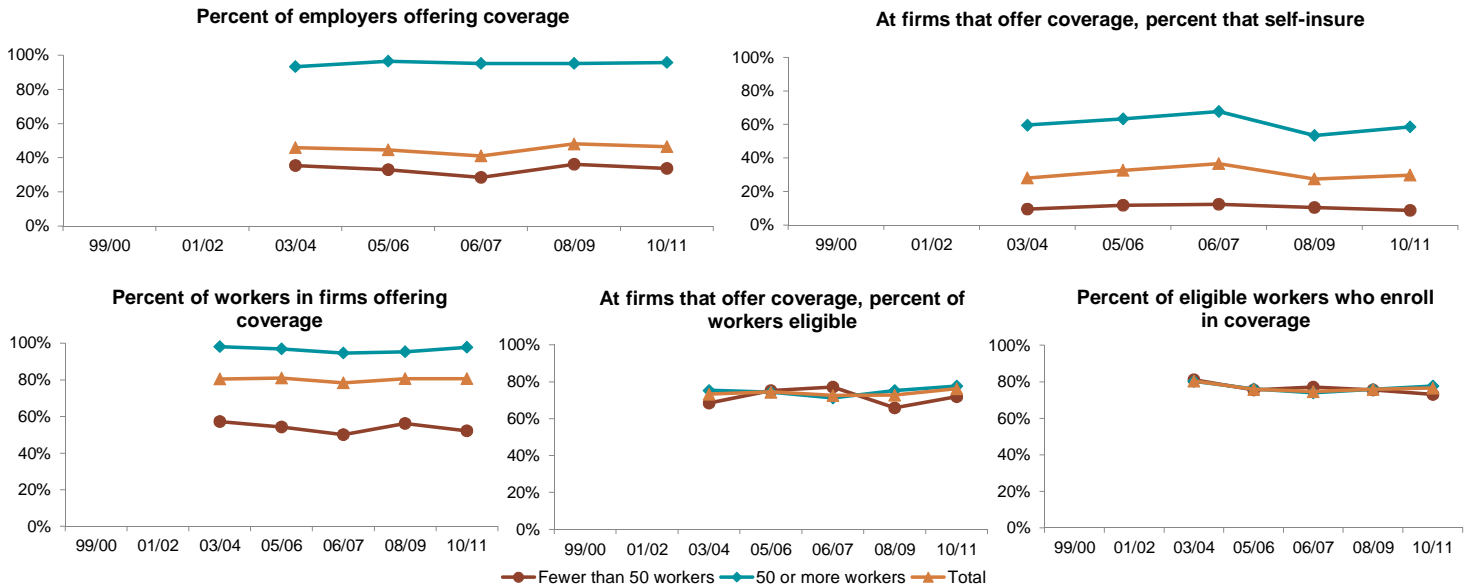 Percent of employers offering coverage
100%
80%
60%
40%
20%
0%
99/00 01/02 03/04 05/06 06/07 08/09 10/11
At firms that offer coverage, percent that self-insure
100%
80%
60%
40%
20%
0%
99/00 01/02 03/04 05/06 06/07 08/09 10/11
Percent of workers in firms offering
coverage
100%
80%
60%
40%
20%
0%
99/00 01/02 03/04 05/06 06/07 08/09 10/11
At firms that offer coverage, percent of
workers eligible
100%
80%
60%
40%
20%
0%
99/00 01/02 03/04 05/06 06/07 08/09 10/11
Percent of eligible workers who enroll
in coverage
100%
80%
60%
40%
20%
0%
99/00 01/02 03/04 05/06 06/07 08/09 10/11
Fewer than 50 workers 50 or more workers Total